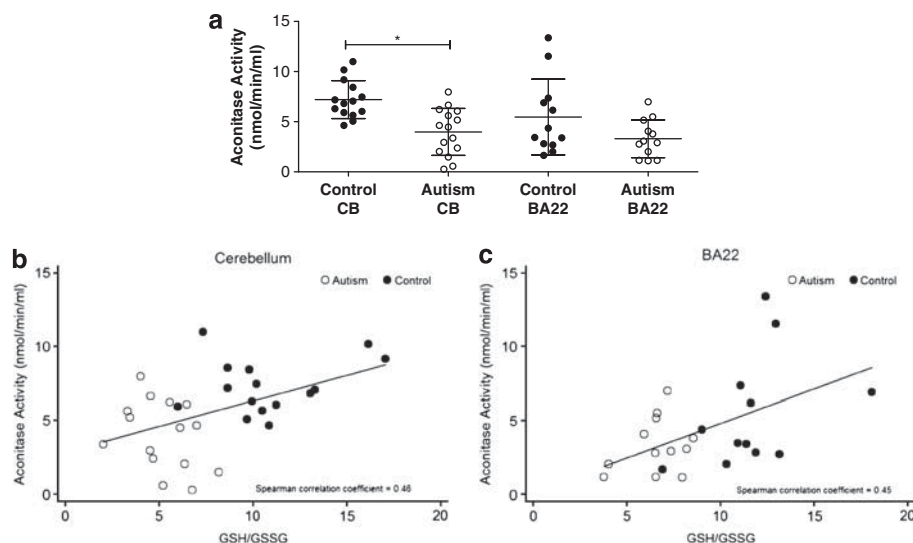 a
Aconitase Activity
(nmol/min/ml)
15
10
5
0
*
Control
CB
Autism
CB
Control
BA22
Autism
BA22
b
Cerebellum
Autism
Control
Aconitase Activity (nmol/min/ml)
15
10
5
0
Spearman correlation coefficient = 0.46
0
5
10
15
20
GSH/GSSG
c
BA22
Autism
Control
Aconitase Activity (nmol/min/ml)
15
10
5
0
Spearman correlation coefficient = 0.45
0
5
10
15
20
GSH/GSSG